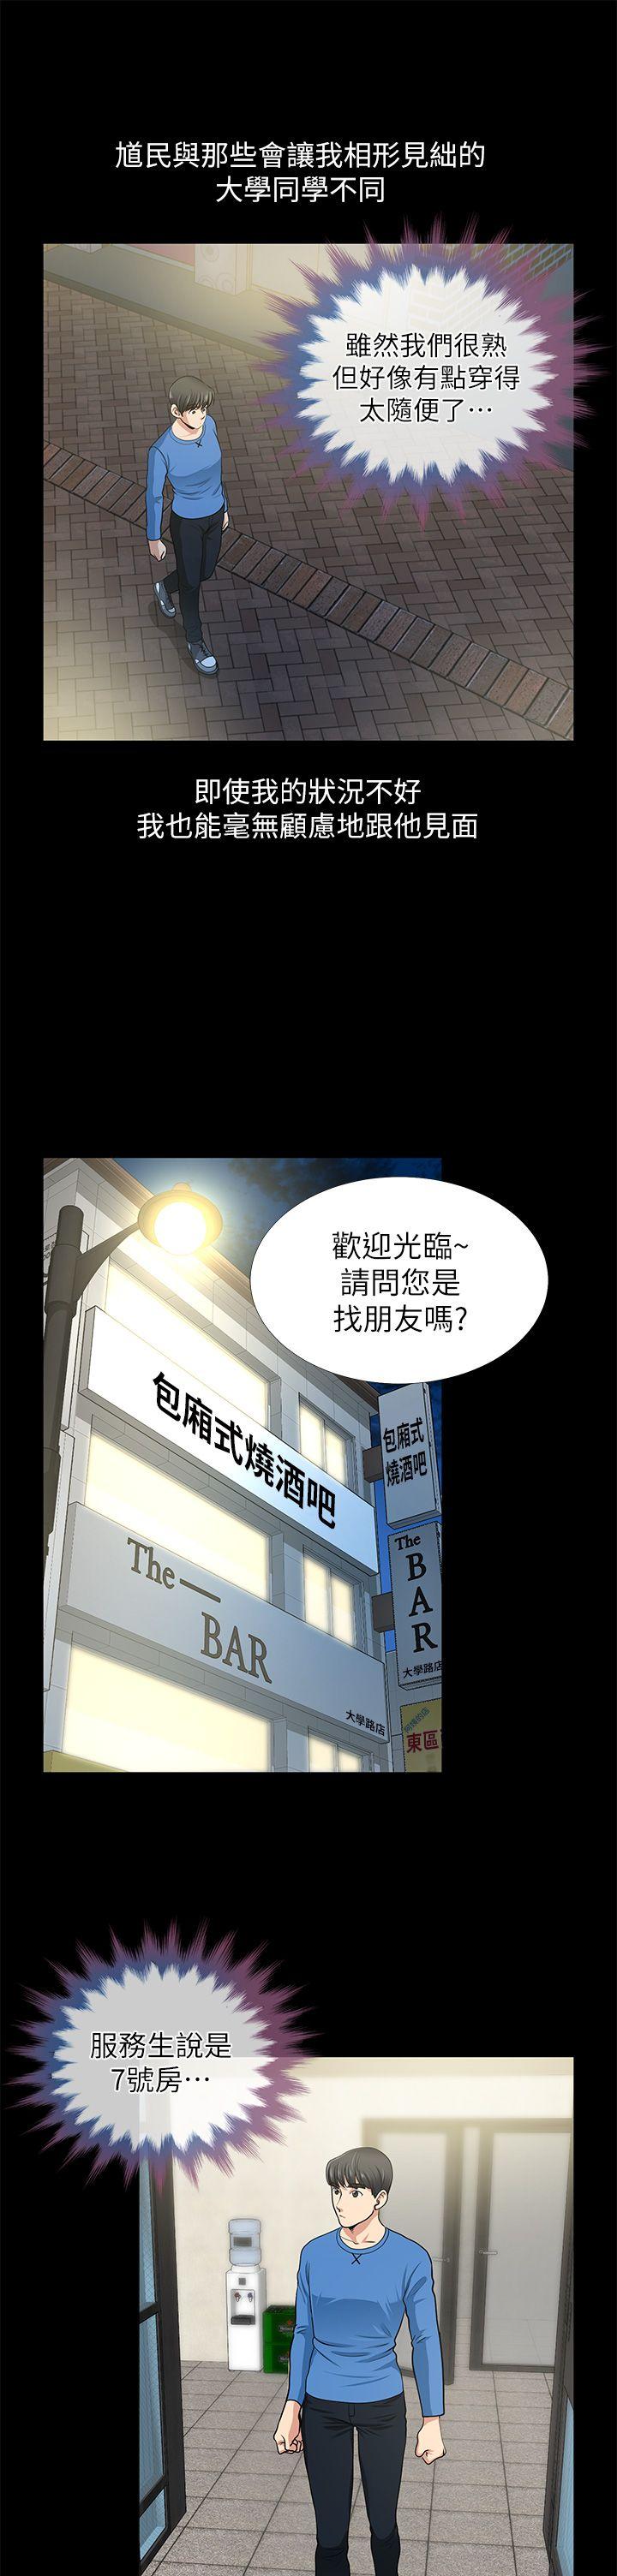 馗民與那些會讓我相形見絀的
大學同學不同
雖然我們很熟
但好像有點穿得
太隨便了…
即使我的狀況不好
我也能毫無顧慮地跟他見面
歡迎光臨~
請問您是
找朋友嗎?
包廂式燒酒吧
The
BAR
大學路店
包廂式
燒酒吧
The
BAR
大學路店
東區
服務生說是
7號房…